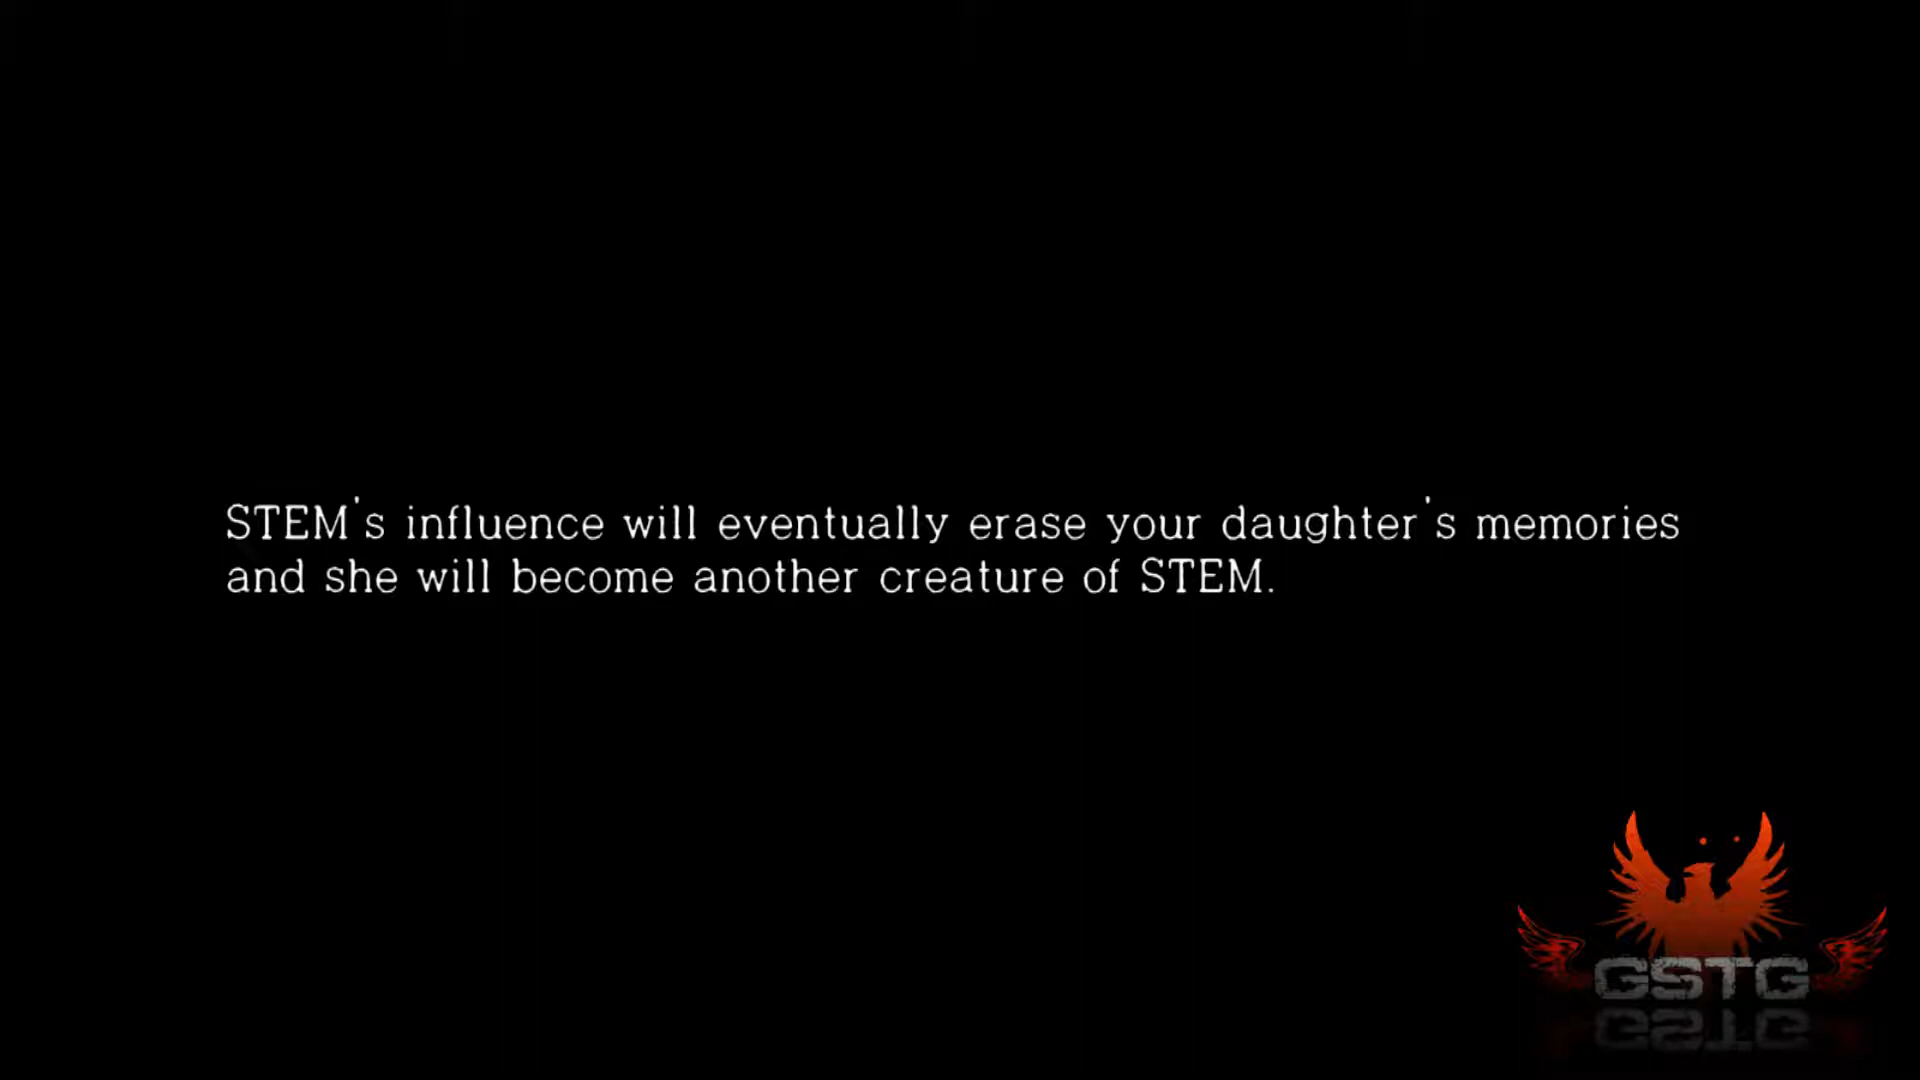 STEM's influence will eventually erase your daughter's memories
and she will become another creature of STEM.
GSTG